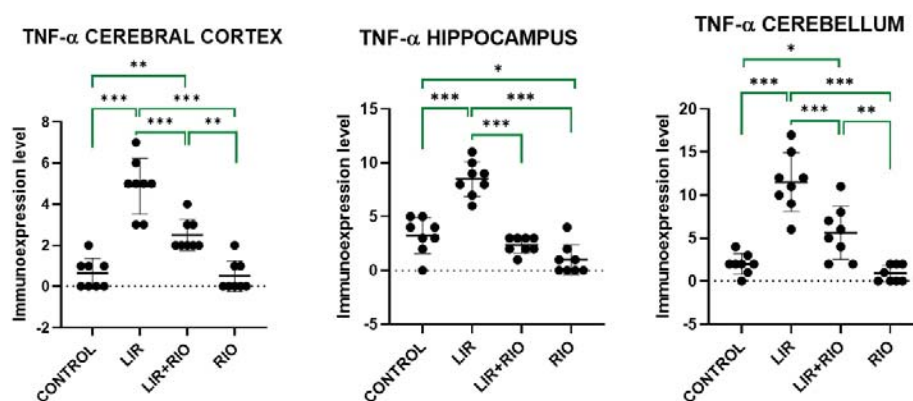 TNF-α CEREBRAL CORTEX
**
***
***
***
**
Immunoexpression level
8
6
4
2
0
-2
CONTROL
LIR
LIR+RIO
RIO
TNF-α HIPPOCAMPUS
*
***
***
***
Immunoexpression level
15
10
5
0
-5
CONTROL
LIR
LIR+RIO
RIO
TNF-α CEREBELLUM
*
***
***
***
**
Immunoexpression level
20
15
10
5
0
-5
CONTROL
LIR
LIR+RIO
RIO